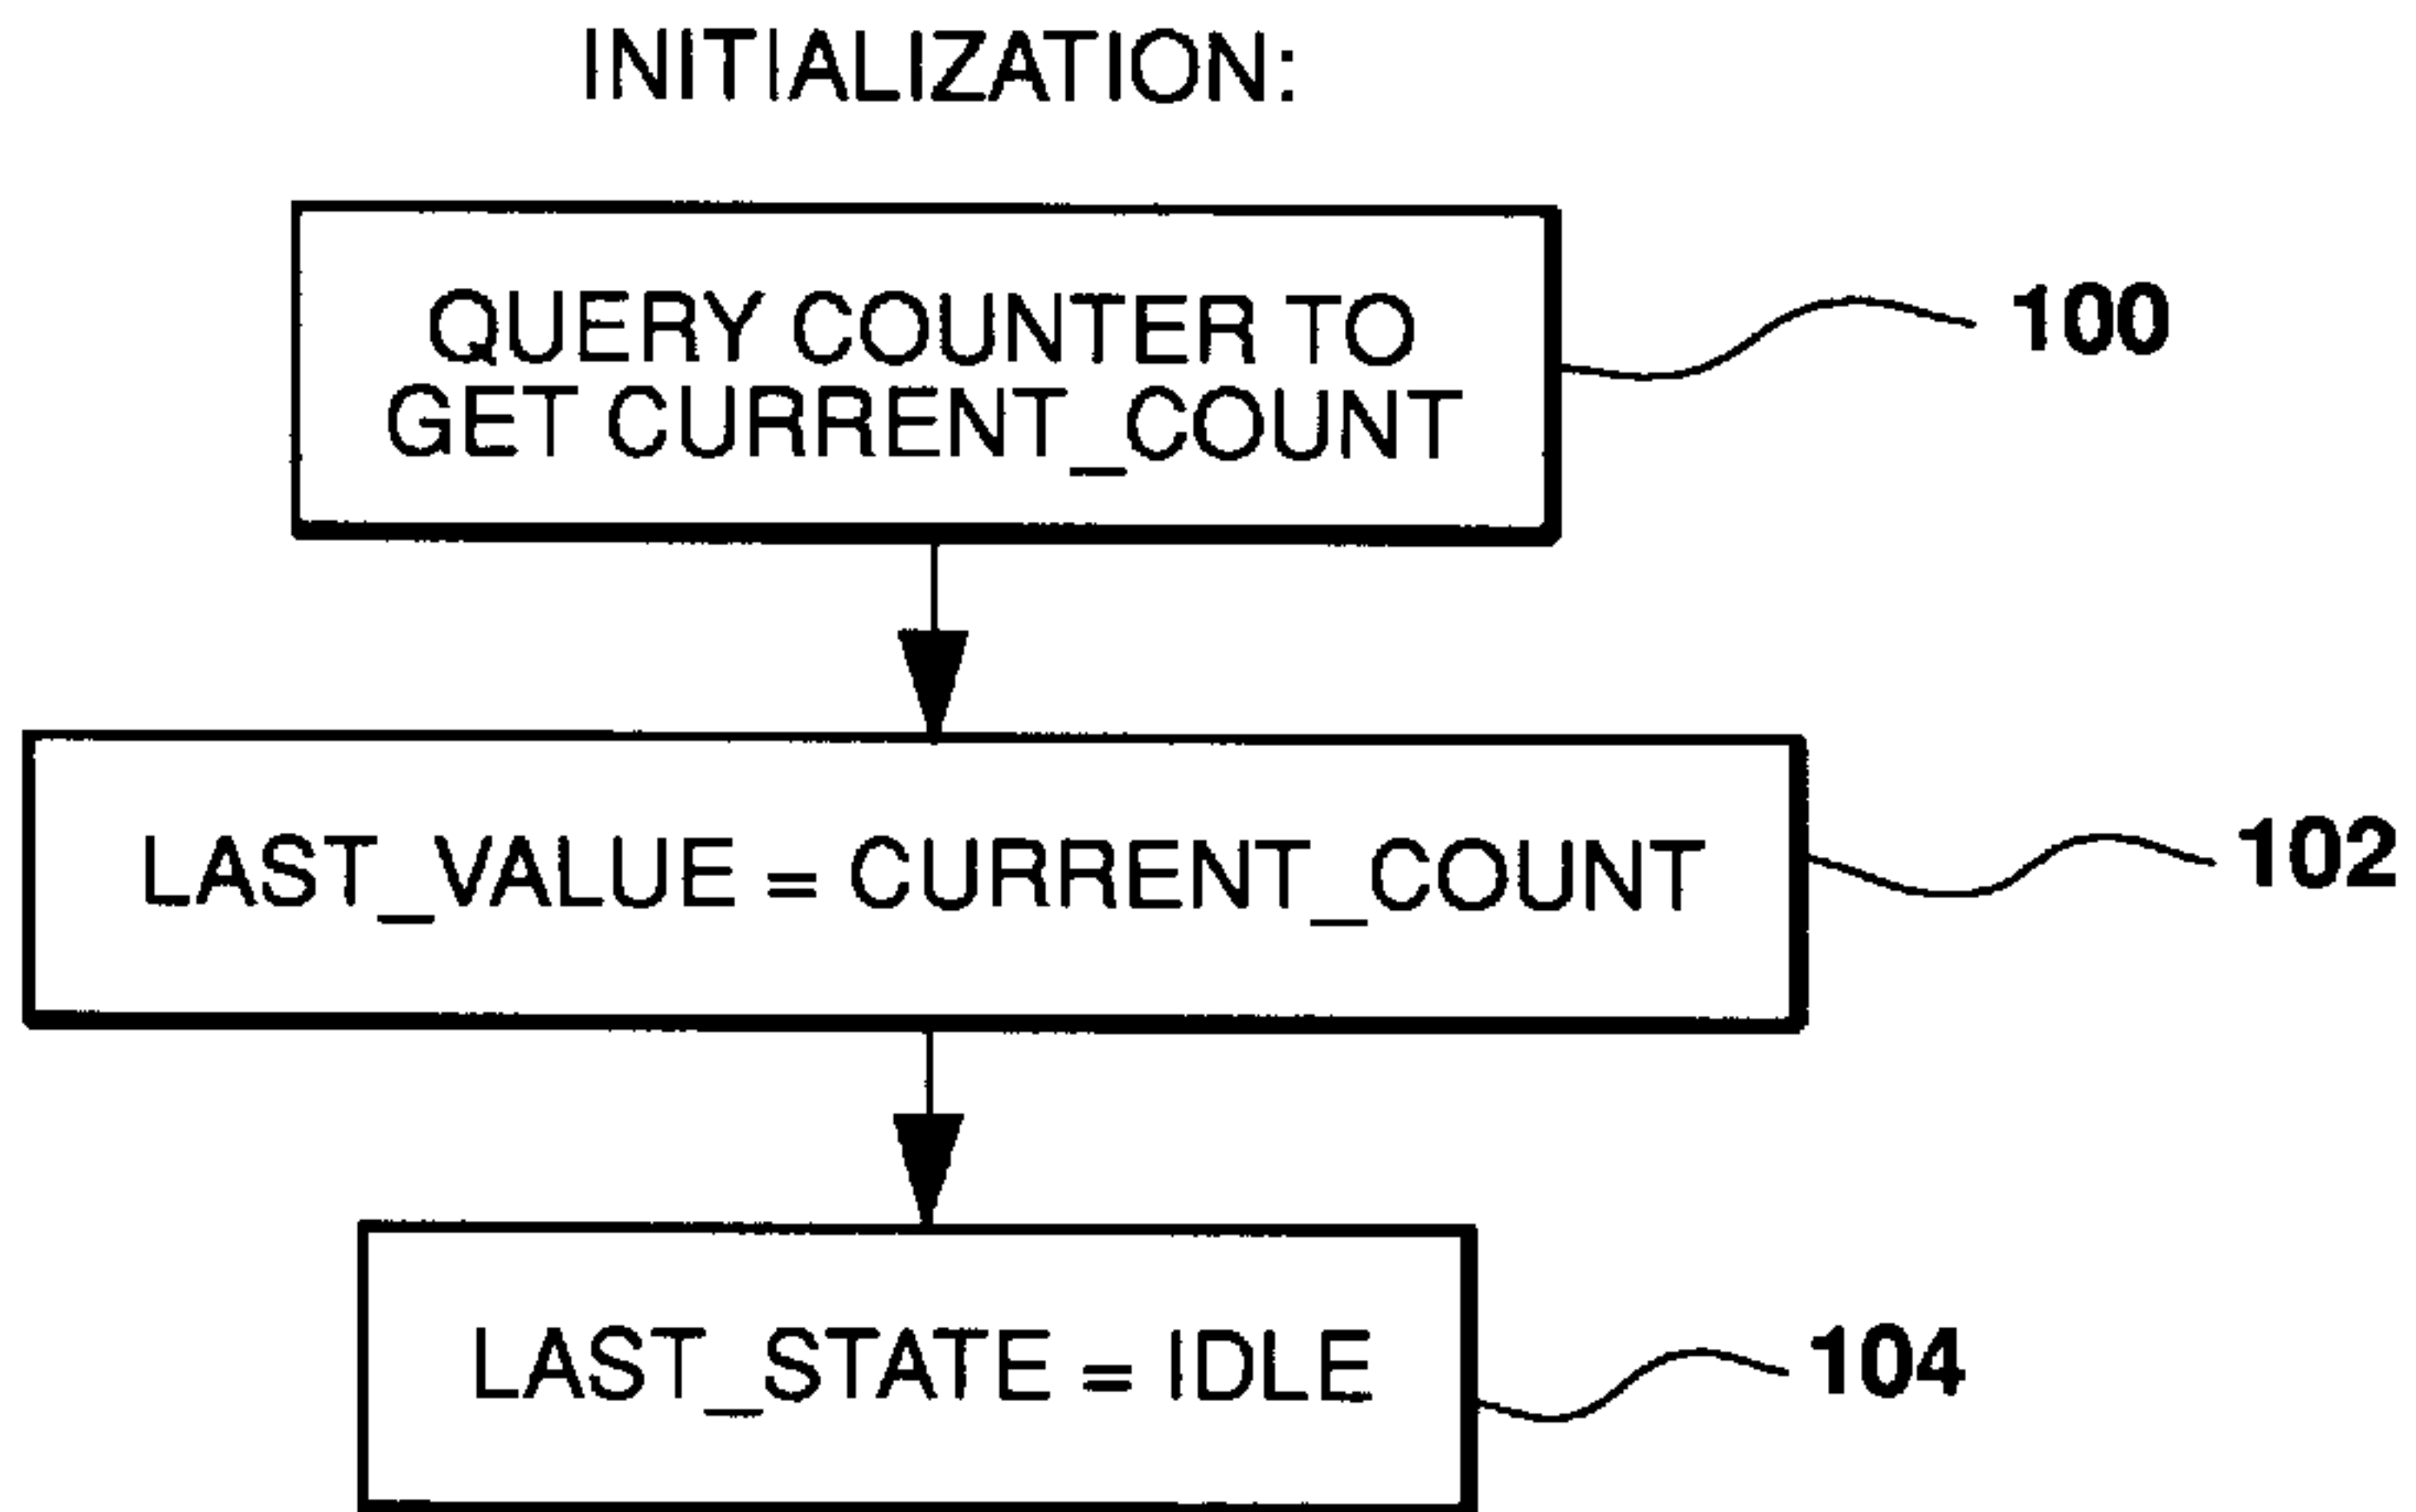 INITIALIZATION:
QUERY COUNTER TO
GET CURRENT_COUNT
100
LAST_VALUE = CURRENT_COUNT
102
LAST_STATE = IDLE
104